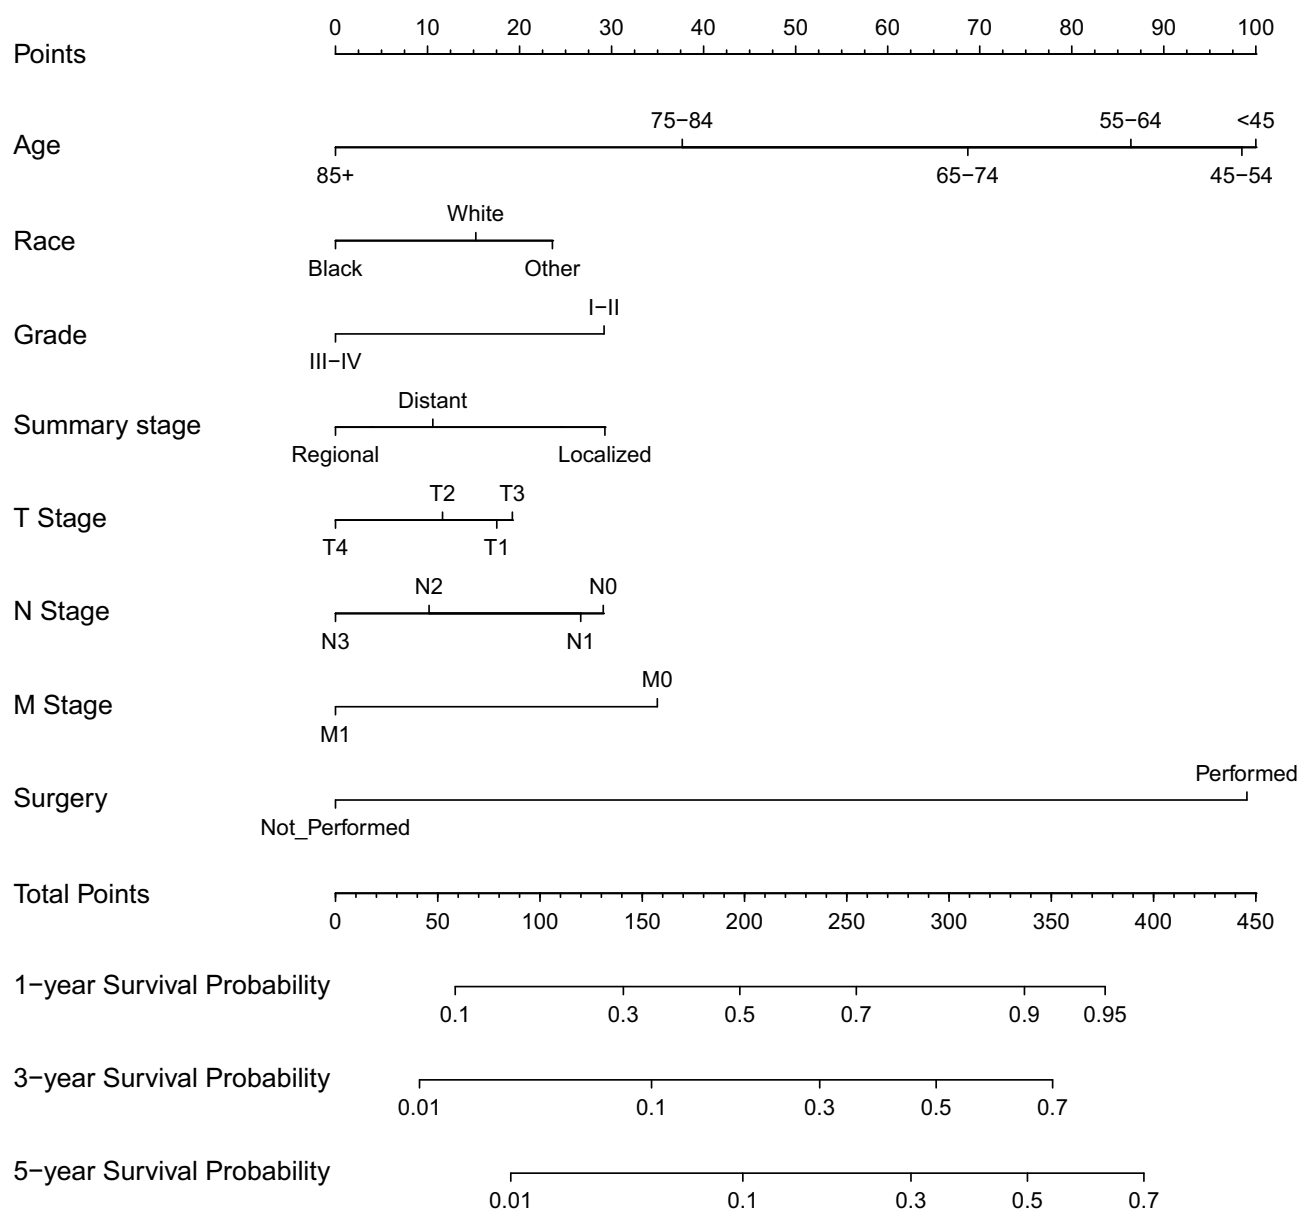 0 10 20 30 40 50 60 70 80 90 100
Points
75−84 55−64 <45
Age
85+ 65−74 45−54
White
Race
Black Other
I−II
Grade
III−IV
Distant
Summary stage
Regional Localized
T2 T3
T Stage
T4 T1
N2 N0
N Stage
N3 N1
M0
M Stage
M1
Performed
Surgery
Not_Performed
Total Points
0 50 100 150 200 250 300 350 400 450
1−year Survival Probability
0.1 0.3 0.5 0.7 0.9 0.95
3−year Survival Probability
0.01 0.1 0.3 0.5 0.7
5−year Survival Probability
0.01 0.1 0.3 0.5 0.7